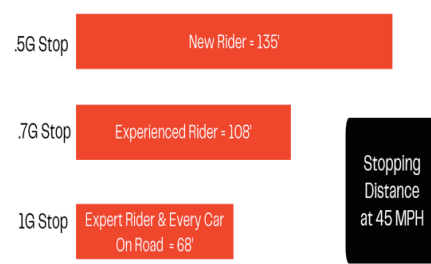 .5G Stop
New Rider = 135'
.7G Stop
Experienced Rider = 108'
1G Stop
Expert Rider & Every Car
On Road = 68'
Stopping
Distance
at 45 MPH